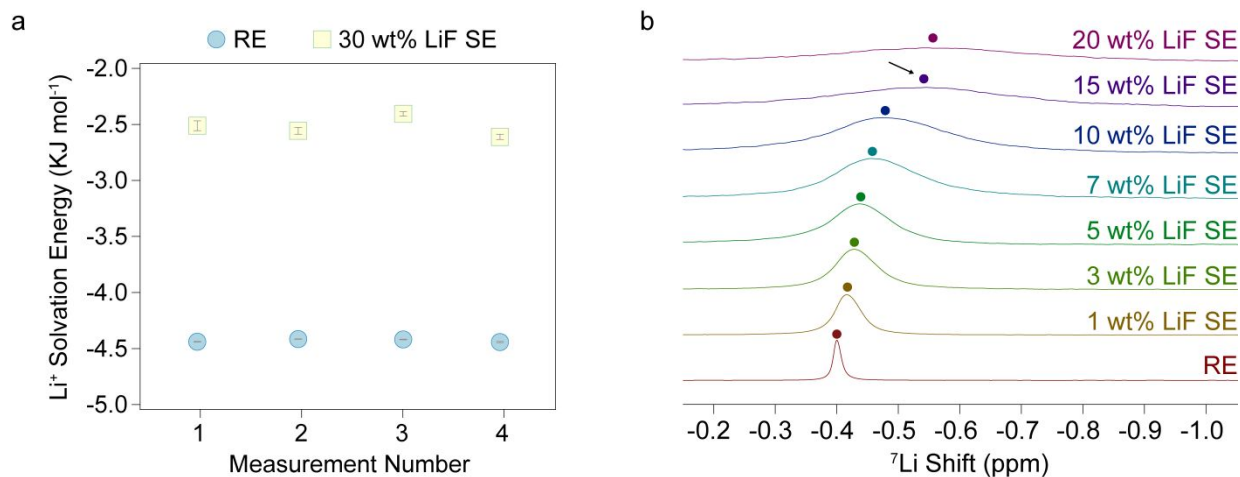 a
RE
30 wt% LiF SE
Li⁺ Solvation Energy (KJ mol⁻¹)
-2.0
-2.5
-3.0
-3.5
-4.0
-4.5
-5.0
1 2 3 4
Measurement Number
b
20 wt% LiF SE
15 wt% LiF SE
10 wt% LiF SE
7 wt% LiF SE
5 wt% LiF SE
3 wt% LiF SE
1 wt% LiF SE
RE
-0.2 -0.3 -0.4 -0.5 -0.6 -0.7 -0.8 -0.9 -1.0
⁷Li Shift (ppm)